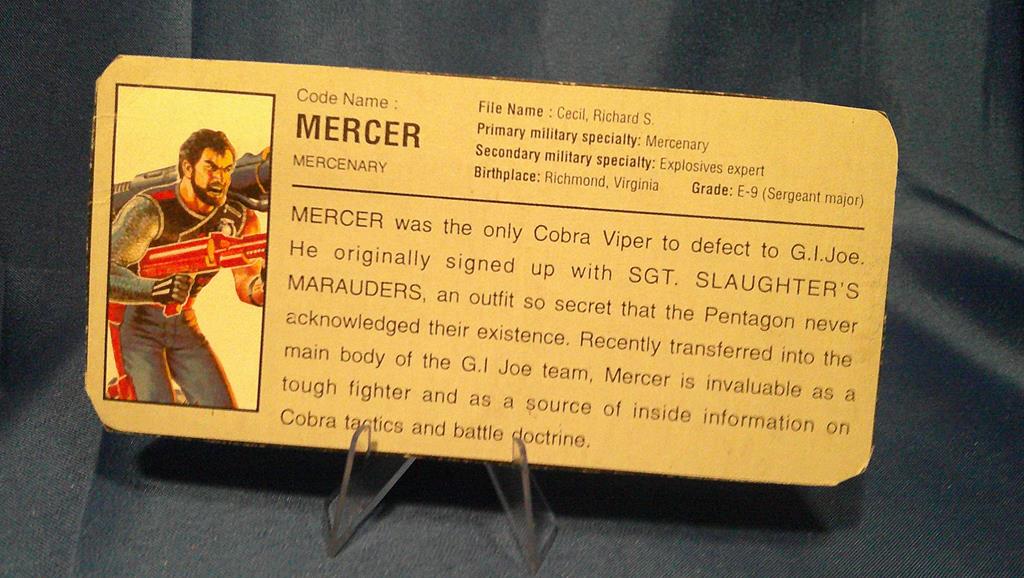 Code Name :
MERCER
MERCENARY
File Name : Cecil, Richard S.
Primary military specialty: Mercenary
Secondary military specialty: Explosives expert
Birthplace: Richmond, Virginia Grade: E-9 (Sergeant major)
MERCER was the only Cobra Viper to defect to G.I.Joe.
He originally signed up with SGT. SLAUGHTER'S
MARAUDERS, an outfit so secret that the Pentagon never
acknowledged their existence. Recently transferred into the
main body of the G.I Joe team, Mercer is invaluable as a
tough fighter and as a source of inside information on
Cobra tactics and battle doctrine.